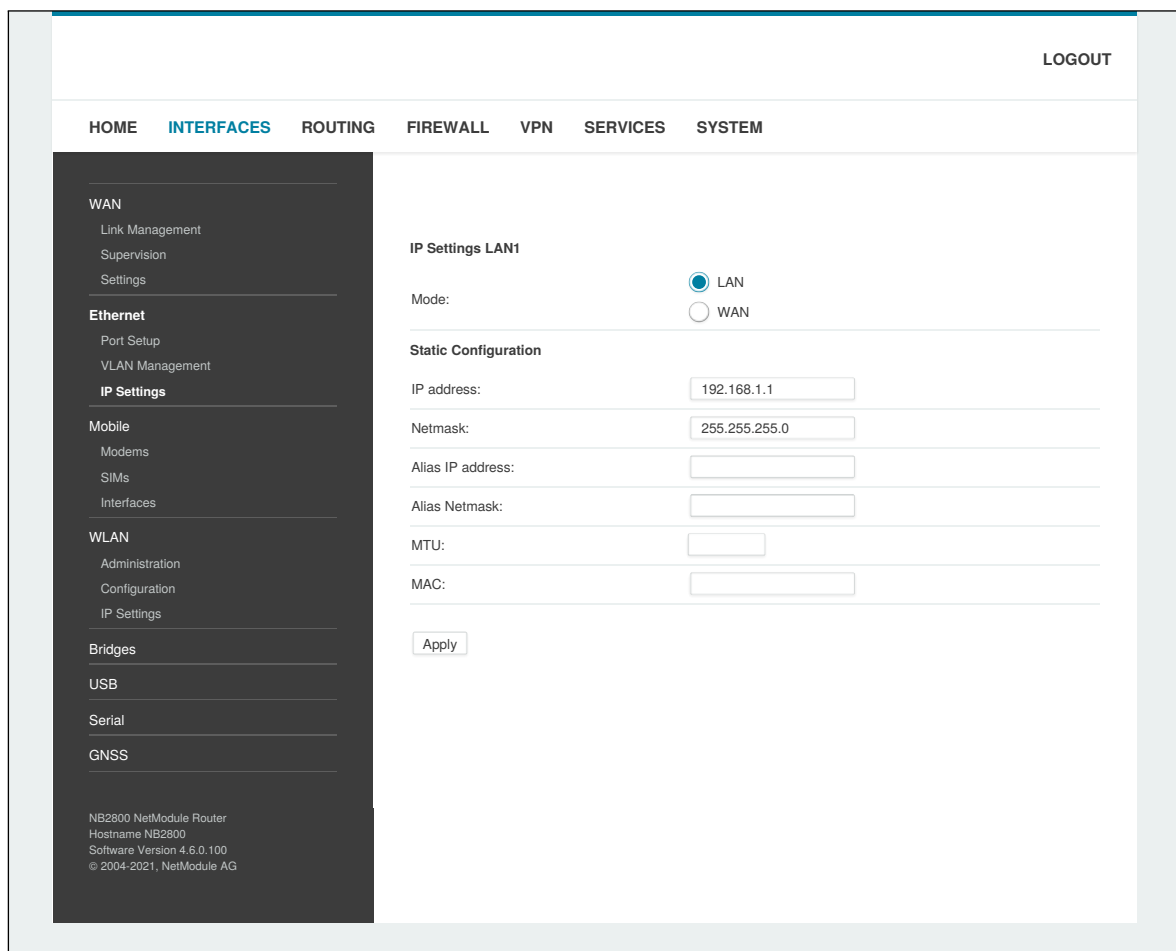 LOGOUT
HOME INTERFACES ROUTING FIREWALL VPN SERVICES SYSTEM
WAN
Link Management
Supervision
Settings
Ethernet
Port Setup
VLAN Management
IP Settings
Mobile
Modems
SIMs
Interfaces
WLAN
Administration
Configuration
IP Settings
Bridges
USB
Serial
GNSS
NB2800 NetModule Router
Hostname NB2800
Software Version 4.6.0.100
© 2004-2021, NetModule AG
IP Settings LAN1
Mode:
LAN
WAN
Static Configuration
IP address: 192.168.1.1
Netmask: 255.255.255.0
Alias IP address:
Alias Netmask:
MTU:
MAC:
Apply